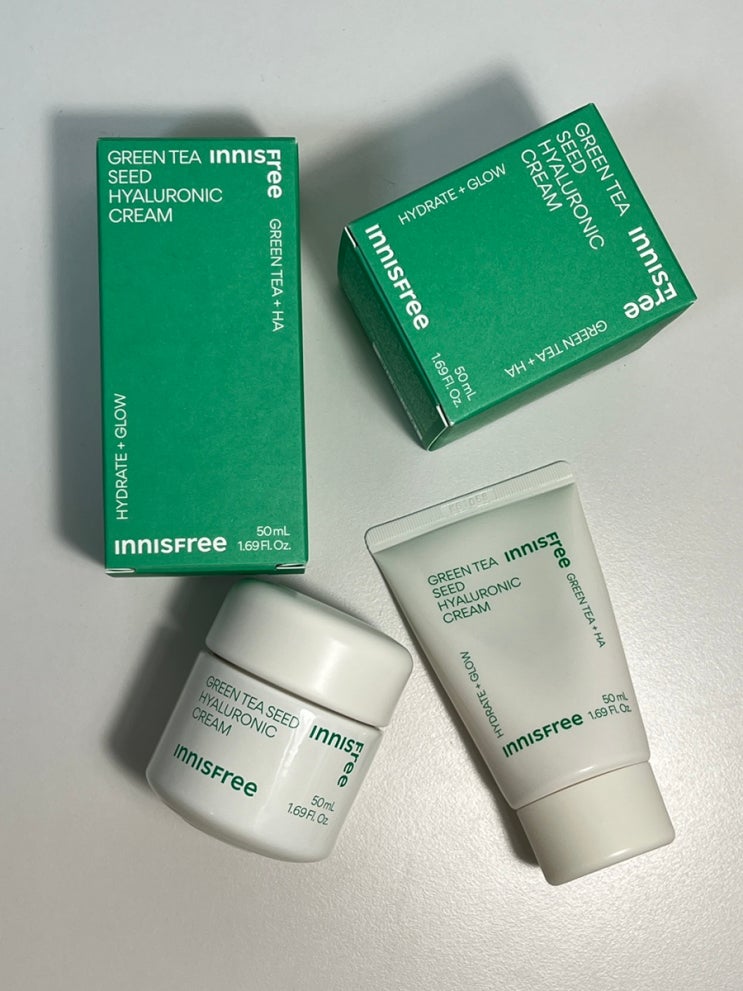 GREEN TEA
SEED
HYALURONIC
CREAM
INNISFree
GREEN TEA + HA
HYDRATE + GLOW
INNISFree
50 mL
1.69 Fl. Oz.
GREEN TEA
SEED
HYALURONIC
CREAM
INNISFree
HYDRATE + GLOW
GREEN TEA + HA
INNISFree
50 mL
1.69 Fl. Oz.
GREEN TEA SEED
HYALURONIC
CREAM
INNISFree
INNISFree
50 mL
1.69 Fl. Oz.
GREEN TEA
SEED
HYALURONIC
CREAM
INNISFree
GREEN TEA + HA
HYDRATE + GLOW
INNISFree
50 mL
1.69 Fl. Oz.